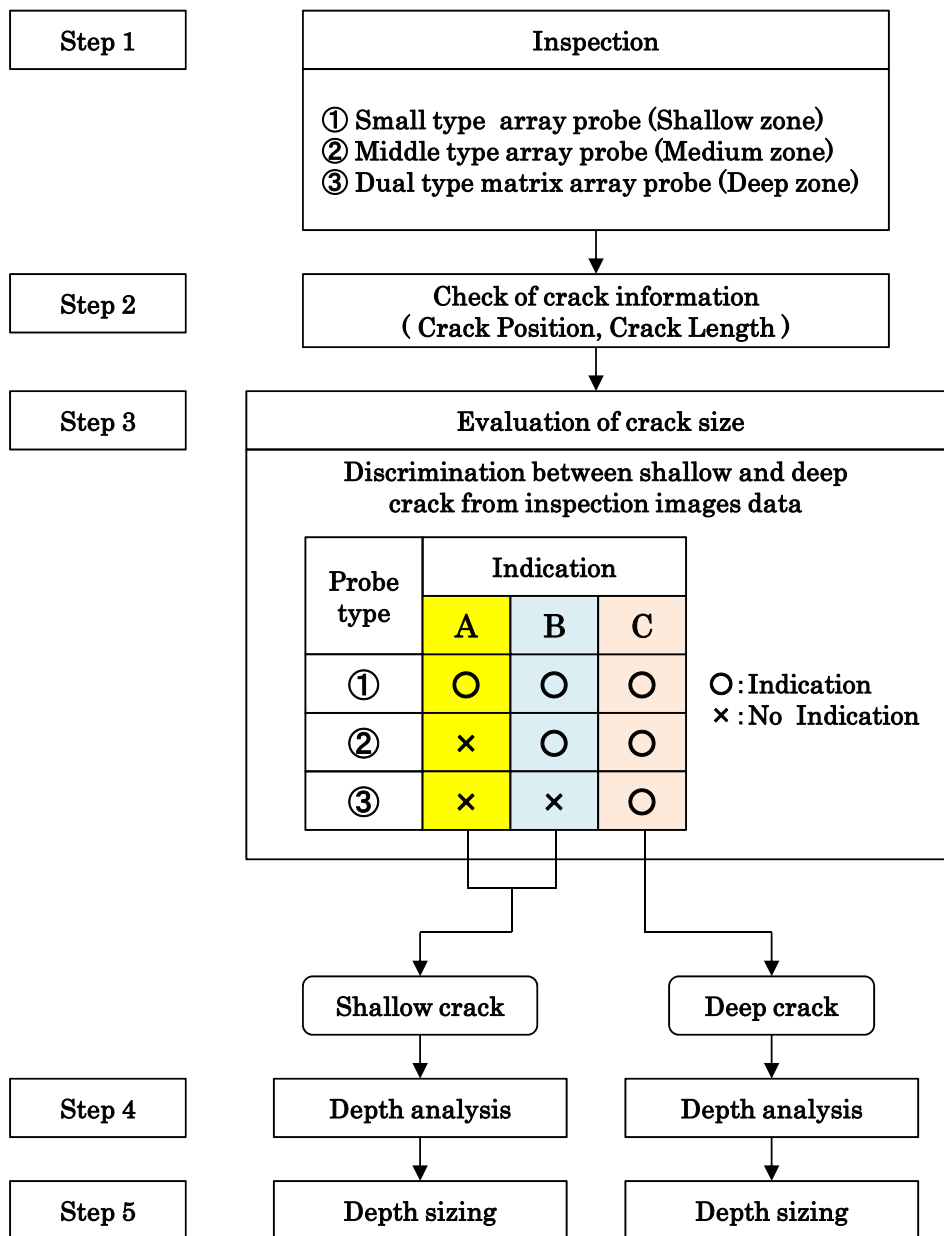 Step 1
Inspection
① Small type array probe (Shallow zone)
② Middle type array probe (Medium zone)
③ Dual type matrix array probe (Deep zone)
Step 2
Check of crack information
( Crack Position, Crack Length )
Step 3
Evaluation of crack size
Discrimination between shallow and deep
crack from inspection images data
Probe
type
Indication
A B C
① ○ ○ ○
② × ○ ○
③ × × ○
○ : Indication
× : No Indication
Shallow crack
Deep crack
Step 4
Depth analysis
Depth analysis
Step 5
Depth sizing
Depth sizing